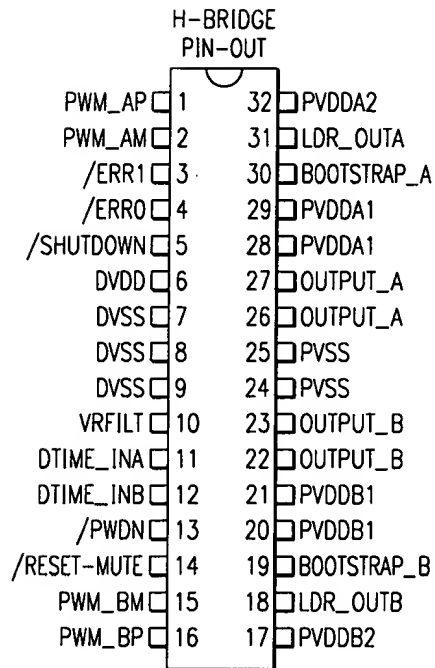 H-BRIDGE
PIN-OUT
PWM_AP 1 32 PVDDA2
PWM_AM 2 31 LDR_OUTA
/ERR1 3 30 BOOTSTRAP_A
/ERR0 4 29 PVDDA1
/SHUTDOWN 5 28 PVDDA1
DVDD 6 27 OUTPUT_A
DVSS 7 26 OUTPUT_A
DVSS 8 25 PVSS
DVSS 9 24 PVSS
VRFILT 10 23 OUTPUT_B
DTIME_INA 11 22 OUTPUT_B
DTIME_INB 12 21 PVDDB1
/PWDN 13 20 PVDDB1
/RESET-MUTE 14 19 BOOTSTRAP_B
PWM_BM 15 18 LDR_OUTB
PWM_BP 16 17 PVDDB2